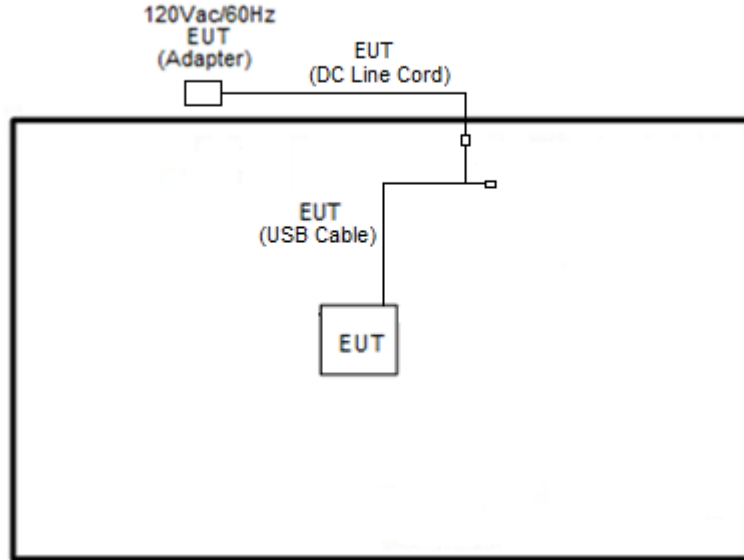 120Vac/60Hz
EUT
(Adapter)
EUT
(DC Line Cord)
EUT
(USB Cable)
EUT